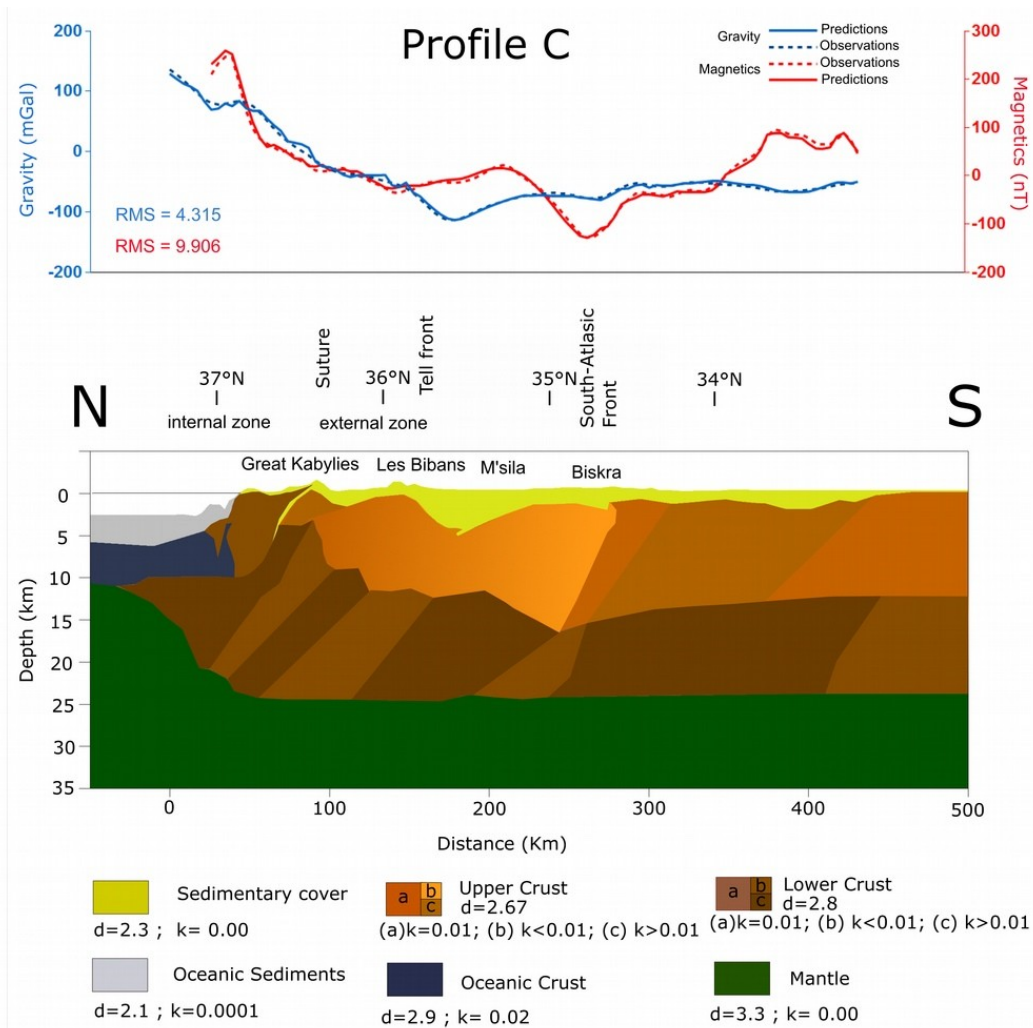 Profile C
Gravity Predictions
Observations
Magnetics Observations
Predictions
200
100
0
-100
-200
Gravity (mGal)
300
200
100
0
-100
-200
Magnetics (nT)
RMS = 4.315
RMS = 9.906
N
S
37°N
36°N
35°N
34°N
Suture
Tell front
South-Atlasic
Front
internal zone
external zone
Great Kabylies
Les Bibans
M'sila
Biskra
0
5
10
15
20
25
30
35
Depth (km)
0
100
200
300
400
500
Distance (Km)
Sedimentary cover
d=2.3 ; k= 0.00
a b c
Upper Crust
d=2.67
(a)k=0.01; (b) k<0.01; (c) k>0.01
a b c
Lower Crust
d=2.8
(a)k=0.01; (b) k<0.01; (c) k>0.01
Oceanic Sediments
d=2.1 ; k=0.0001
Oceanic Crust
d=2.9 ; k= 0.02
Mantle
d=3.3 ; k= 0.00